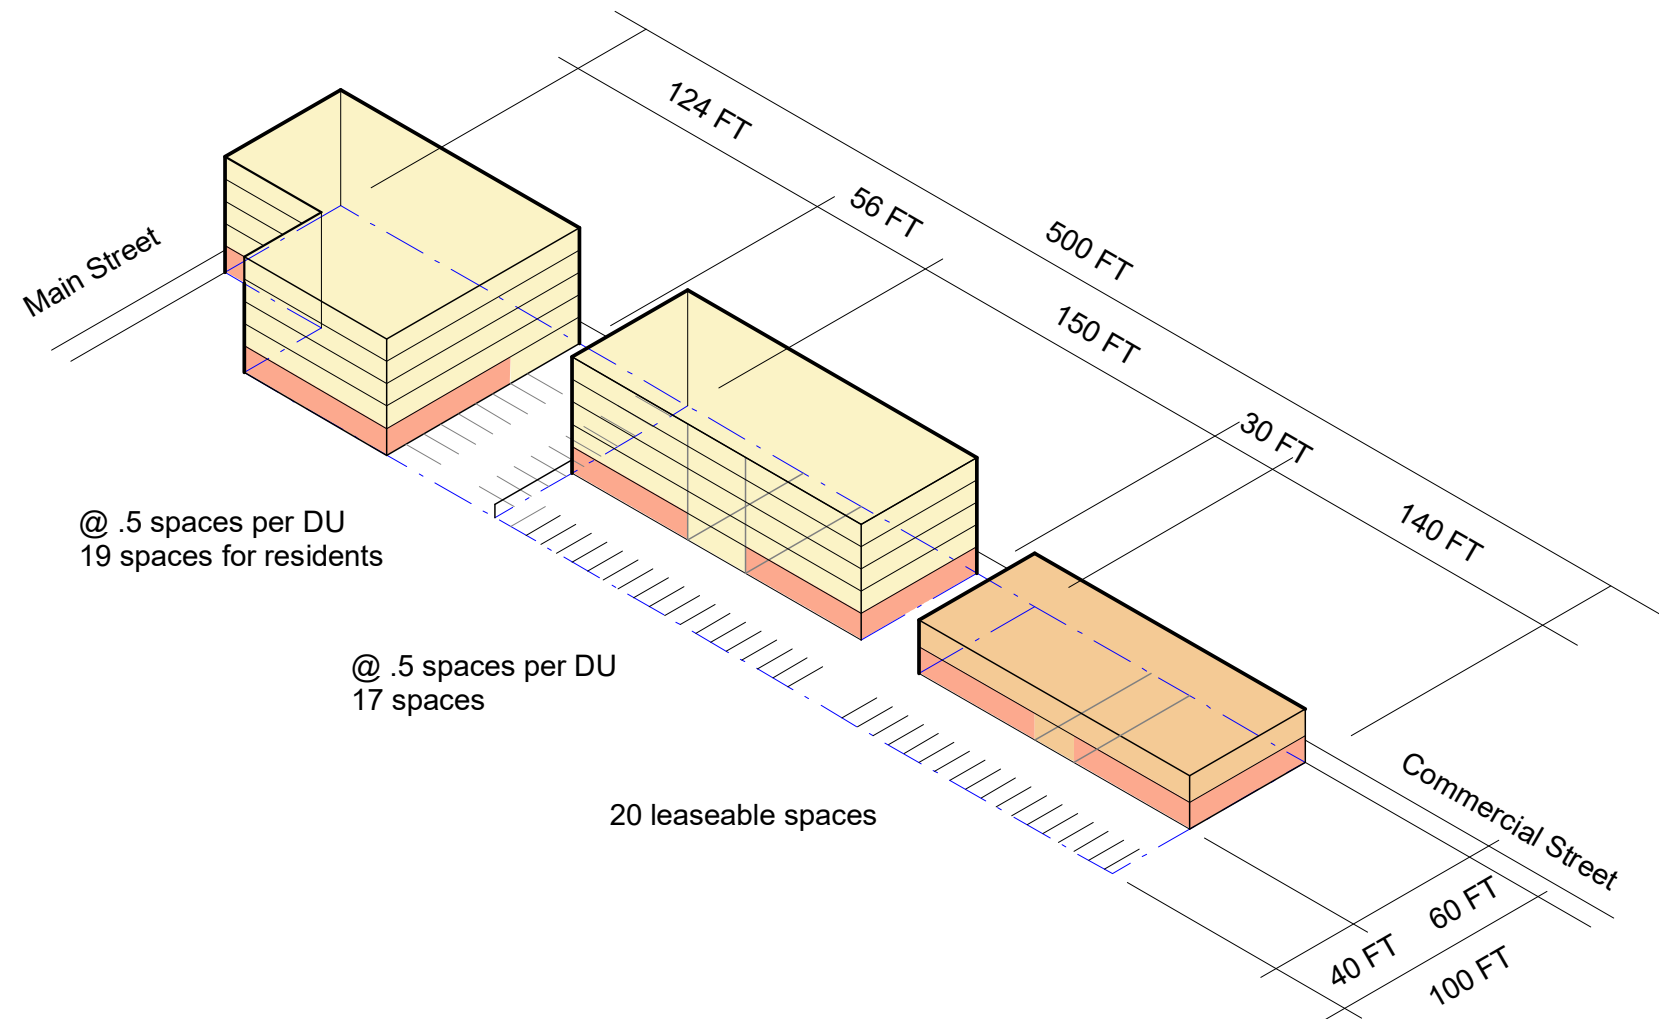 124 FT
56 FT
500 FT
150 FT
30 FT
140 FT
Main Street
@ .5 spaces per DU
19 spaces for residents
@ .5 spaces per DU
17 spaces
20 leaseable spaces
Commercial Street
60 FT
40 FT
100 FT